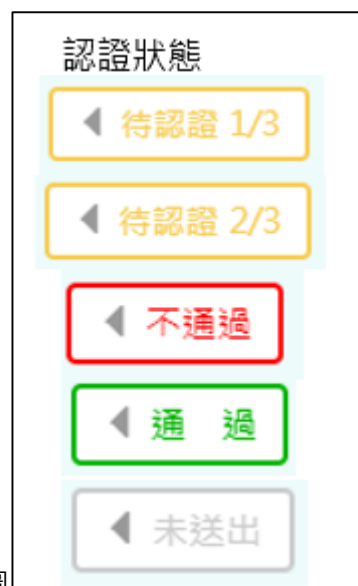 認證狀態
待認證 1/3
待認證 2/3
不通過
通 過
未送出